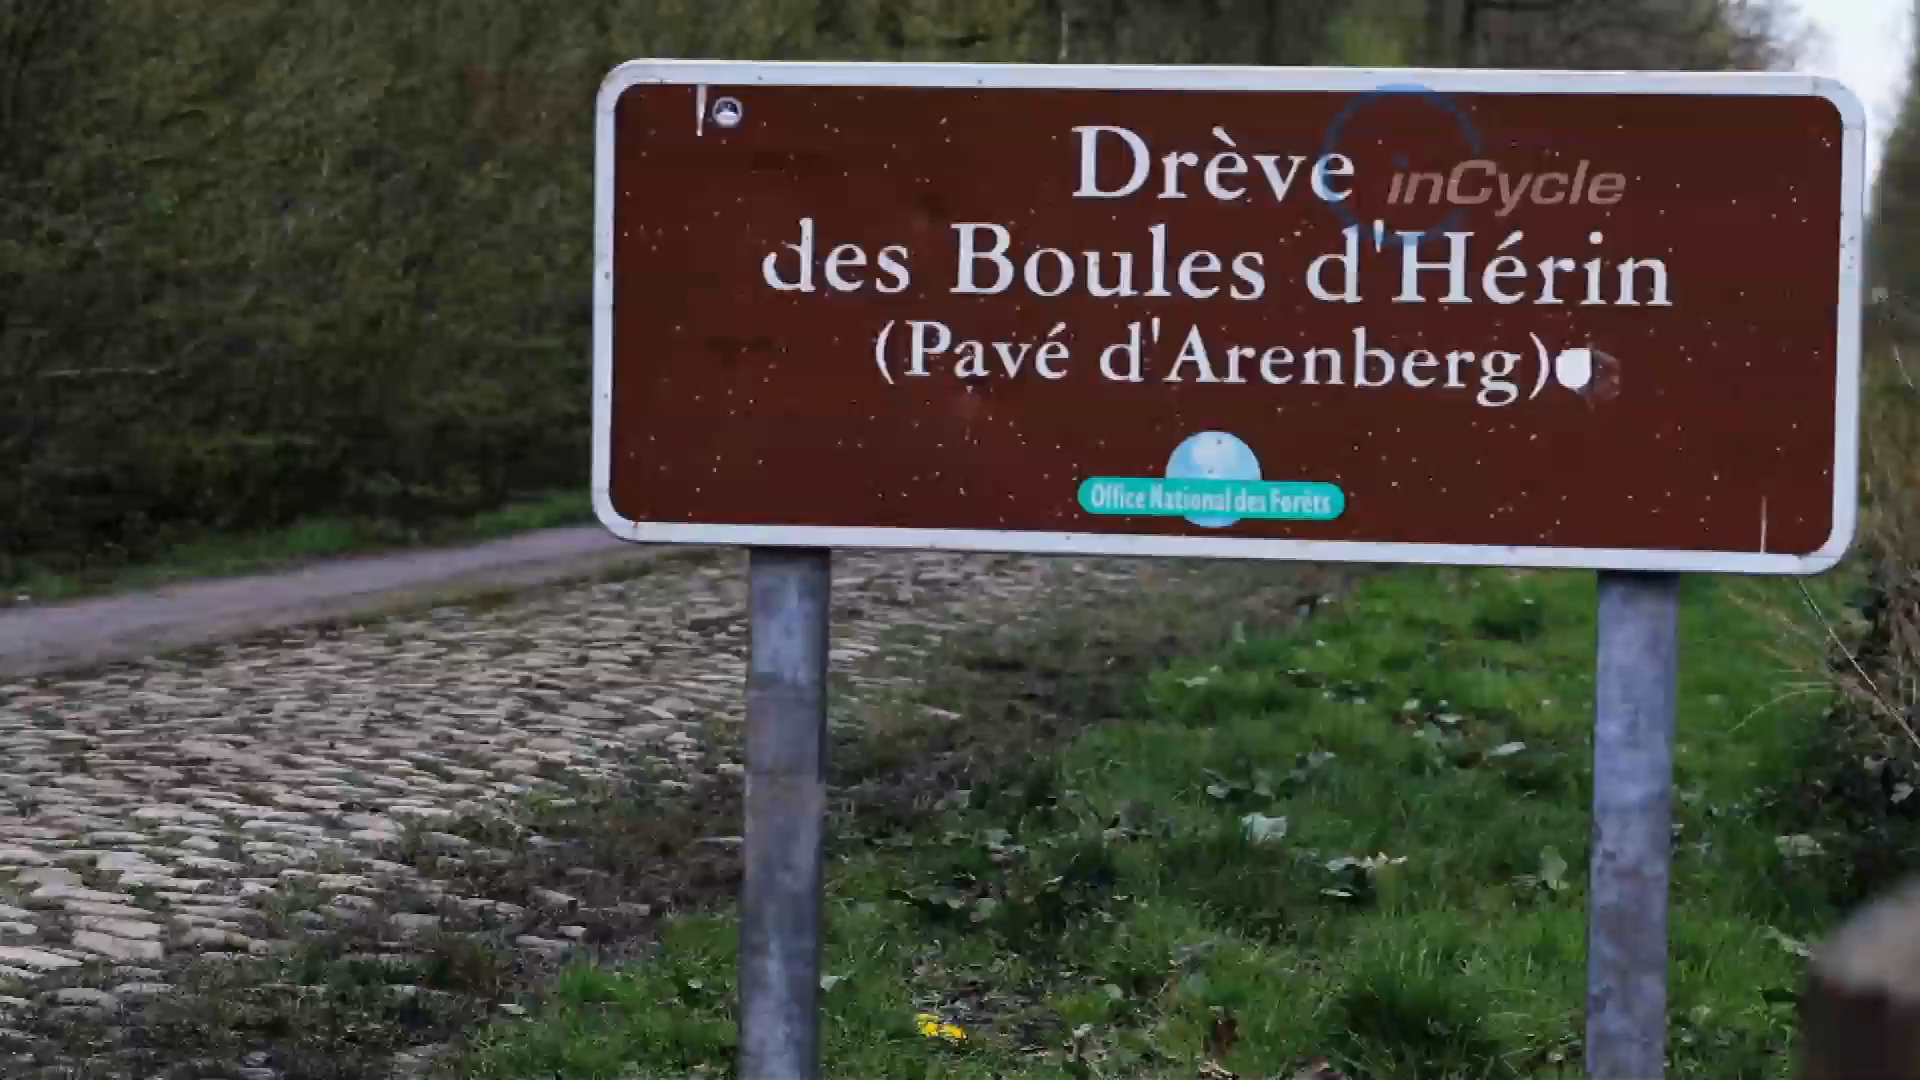 Drève
inCycle
des Boules d'Hérin
(Pavé d'Arenberg)
Office National des Forêts